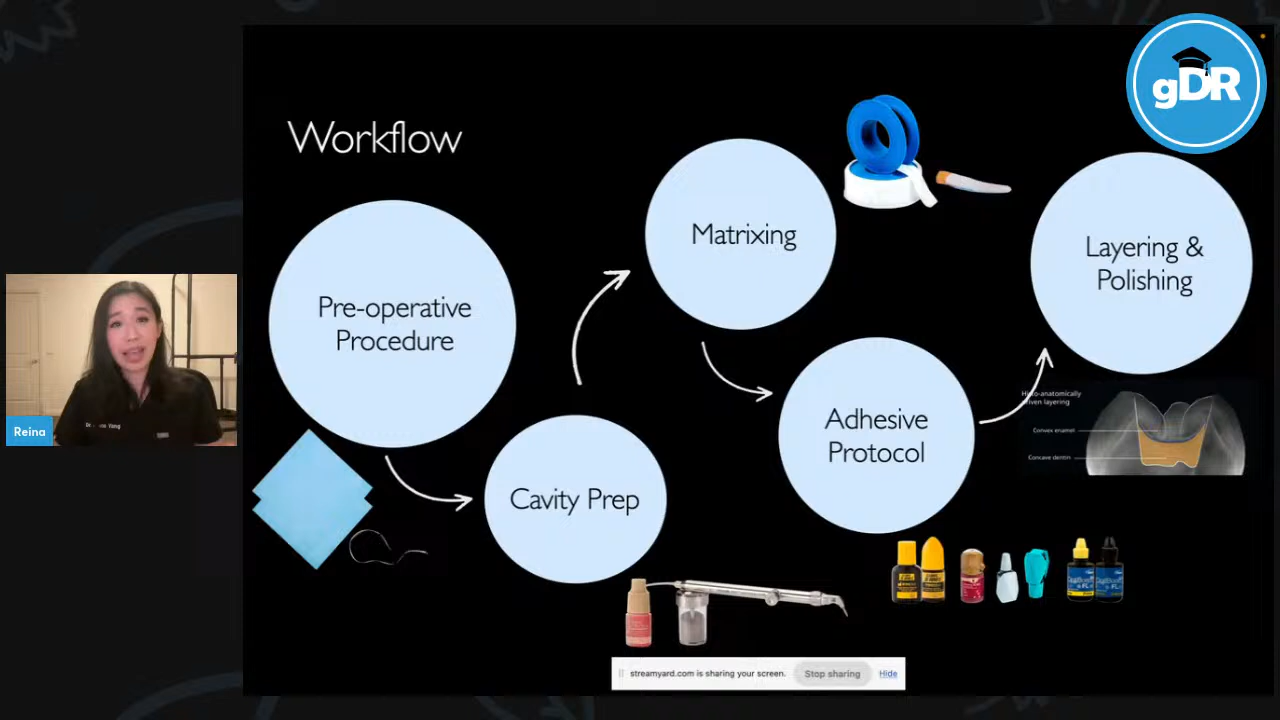 gDR
Workflow
Pre-operative
Procedure
Cavity Prep
Matrixing
Adhesive
Protocol
Layering &
Polishing
Convex enamel
Concave dentin
Reina
streamyard.com is sharing your screen.
Stop sharing
Hide